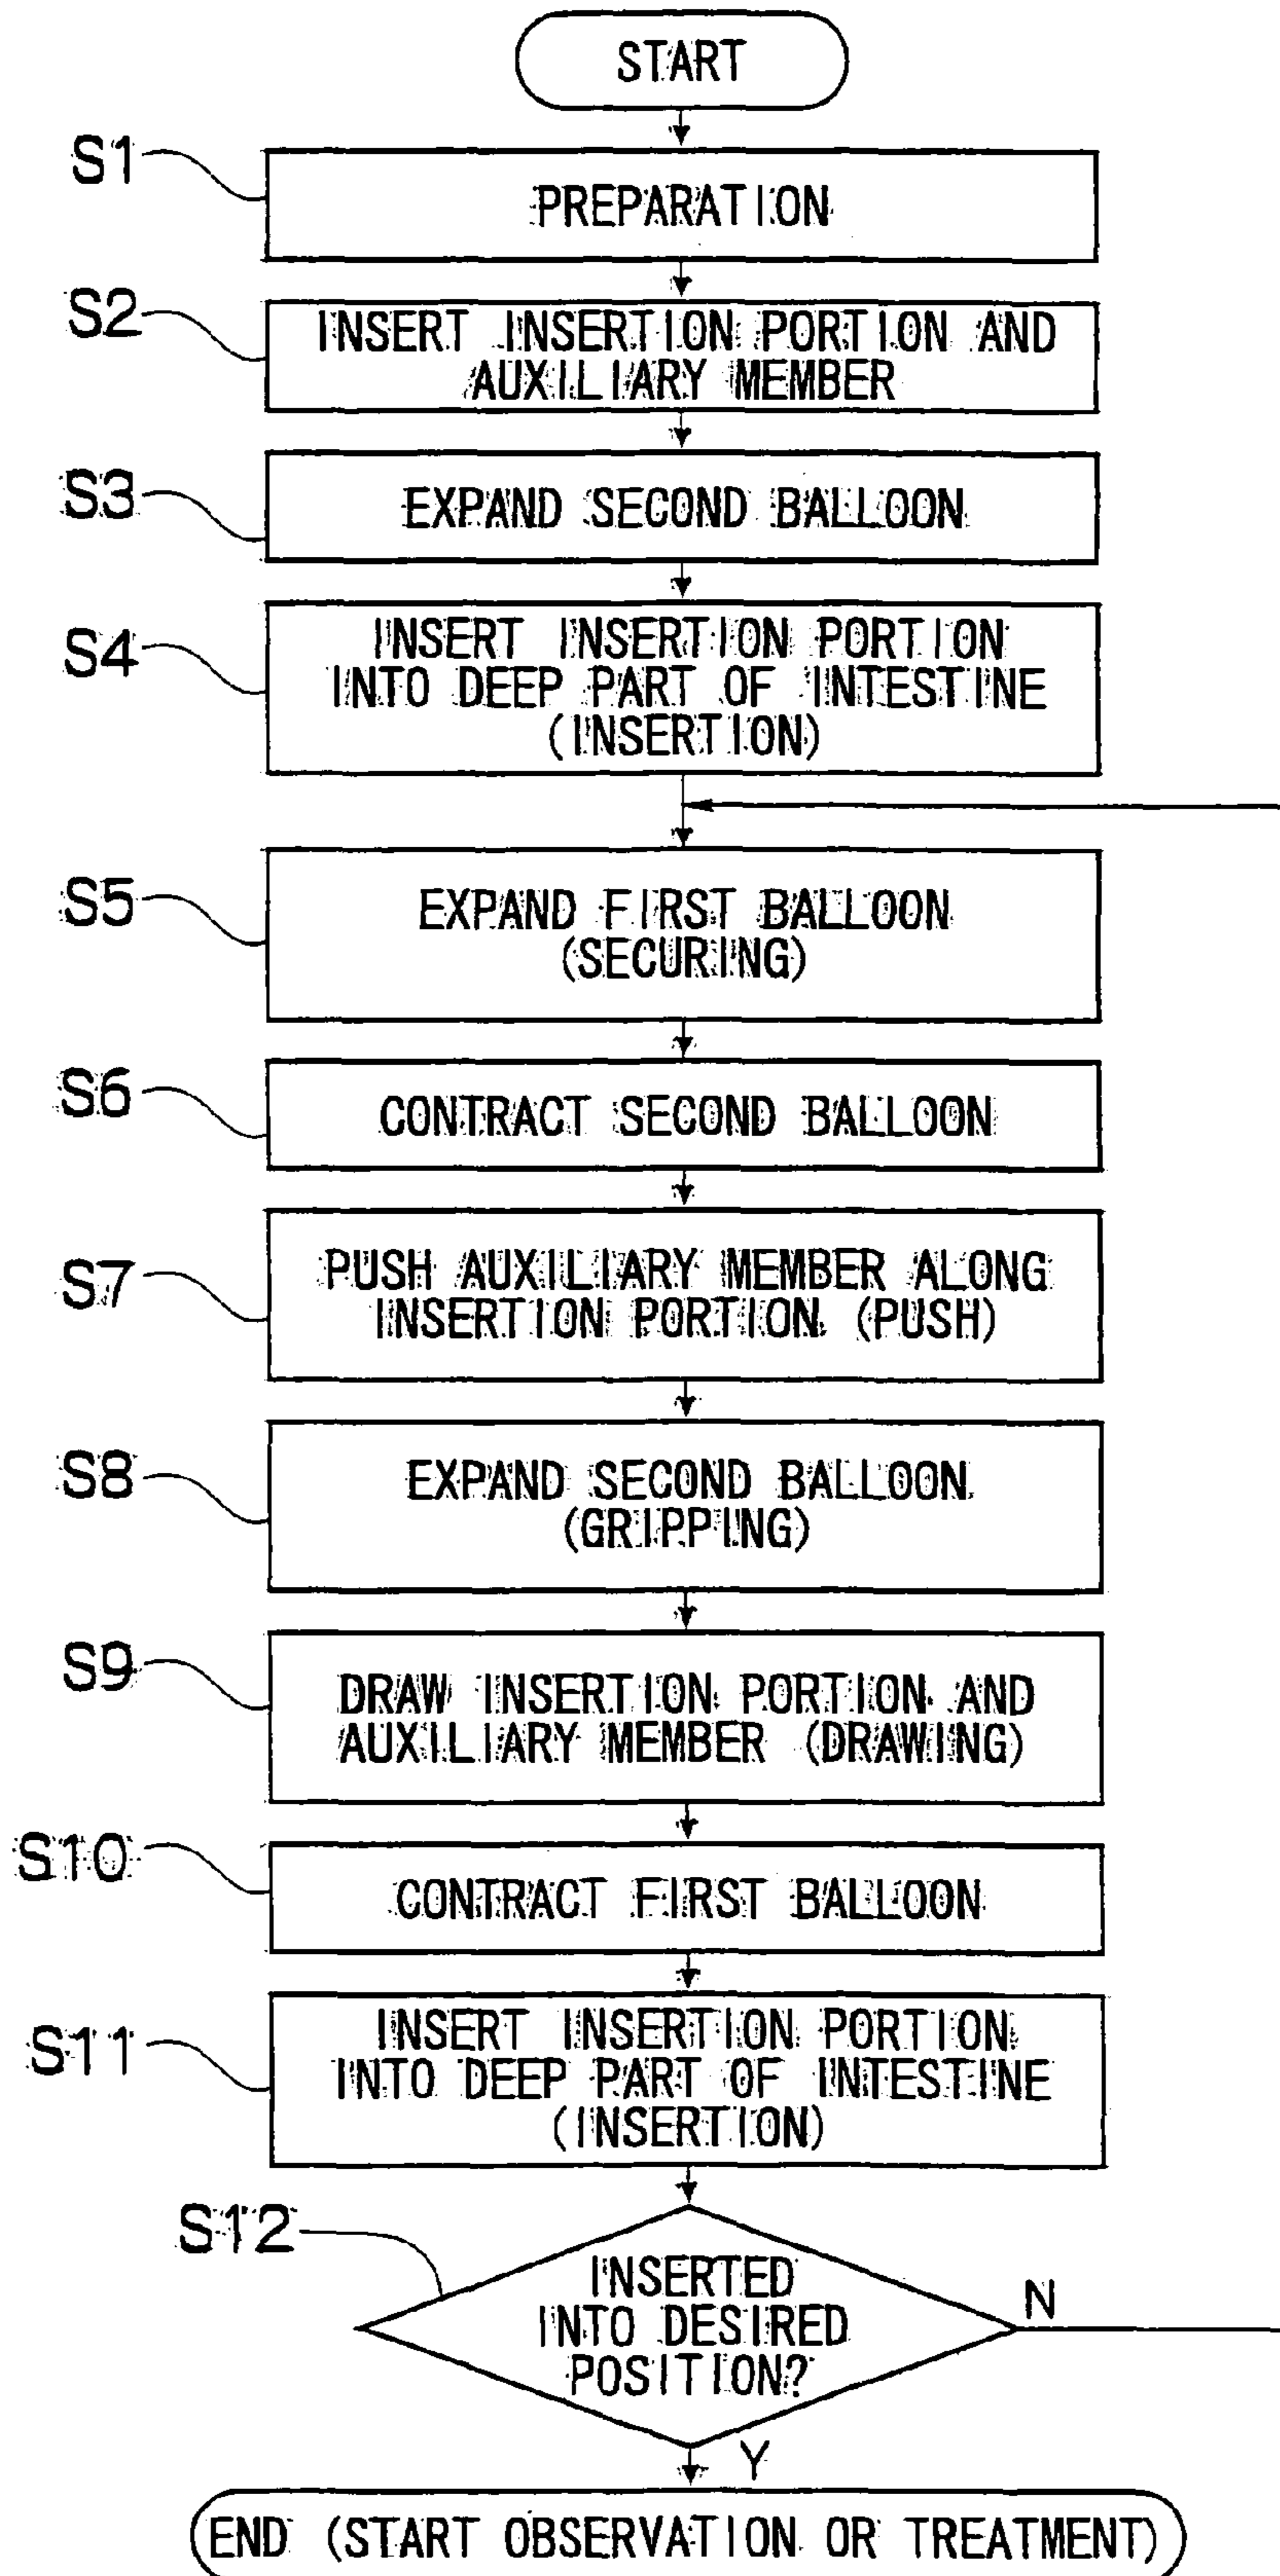 START
S1
PREPARATION
S2
INSERT INSERTION PORTION AND
AUXILIARY MEMBER
S3
EXPAND SECOND BALLOON
S4
INSERT INSERTION PORTION
INTO DEEP PART OF INTESTINE
(INSERTION)
S5
EXPAND FIRST BALLOON
(SECURING)
S6
CONTRACT SECOND BALLOON
S7
PUSH AUXILIARY MEMBER ALONG
INSERTION PORTION (PUSH)
S8
EXPAND SECOND BALLOON
(GRIPPING)
S9
DRAW INSERTION PORTION AND
AUXILIARY MEMBER (DRAWING)
S10
CONTRACT FIRST BALLOON
S11
INSERT INSERTION PORTION
INTO DEEP PART OF INTESTINE
(INSERTION)
S12
INSERTED
INTO DESIRED
POSITION?
N
Y
END (START OBSERVATION OR TREATMENT)